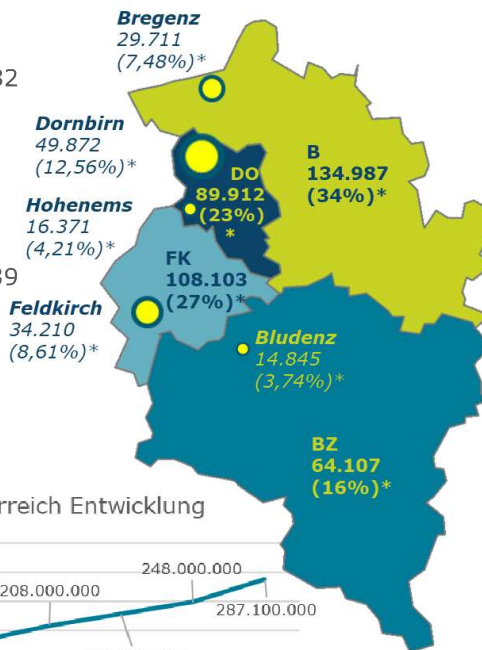 Bregenz
29.711
(7,48%)*
Dornbirn
49.872
(12,56%)*
Hohenems
16.371
(4,21%)*
Feldkirch
34.210
(8,61%)*
B
134.987
(34%)*
DO
89.912
(23%)
*
FK
108.103
(27%)*
Bludenz
14.845
(3,74%)*
BZ
64.107
(16%)*
rreich Entwicklung
208.000.000
248.000.000
287.100.000